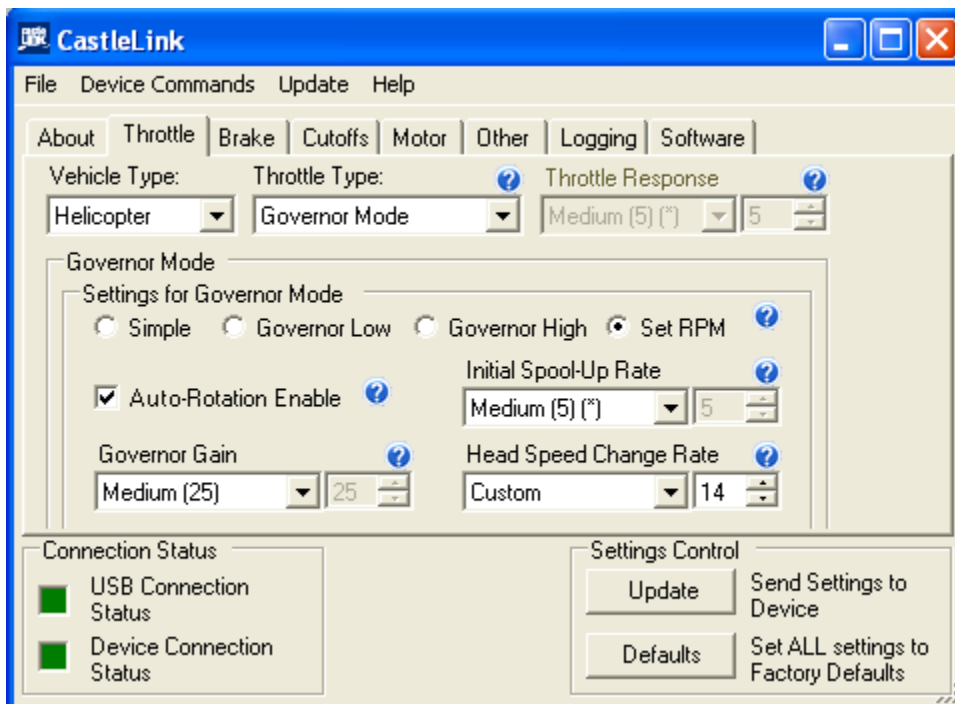 CastleLink
File Device Commands Update Help
About Throttle Brake Cutoffs Motor Other Logging Software
Vehicle Type: Throttle Type: ? Throttle Response ?
Helicopter Governor Mode Medium (5) (*) 5
Governor Mode
Settings for Governor Mode
Simple Governor Low Governor High Set RPM ?
Initial Spool-Up Rate ?
Auto-Rotation Enable ?
Medium (5) (*) 5
Governor Gain ? Head Speed Change Rate ?
Medium (25) 25 Custom 14
Connection Status Settings Control
USB Connection
Status
Update Send Settings to
Device
Device Connection
Status
Defaults Set ALL settings to
Factory Defaults